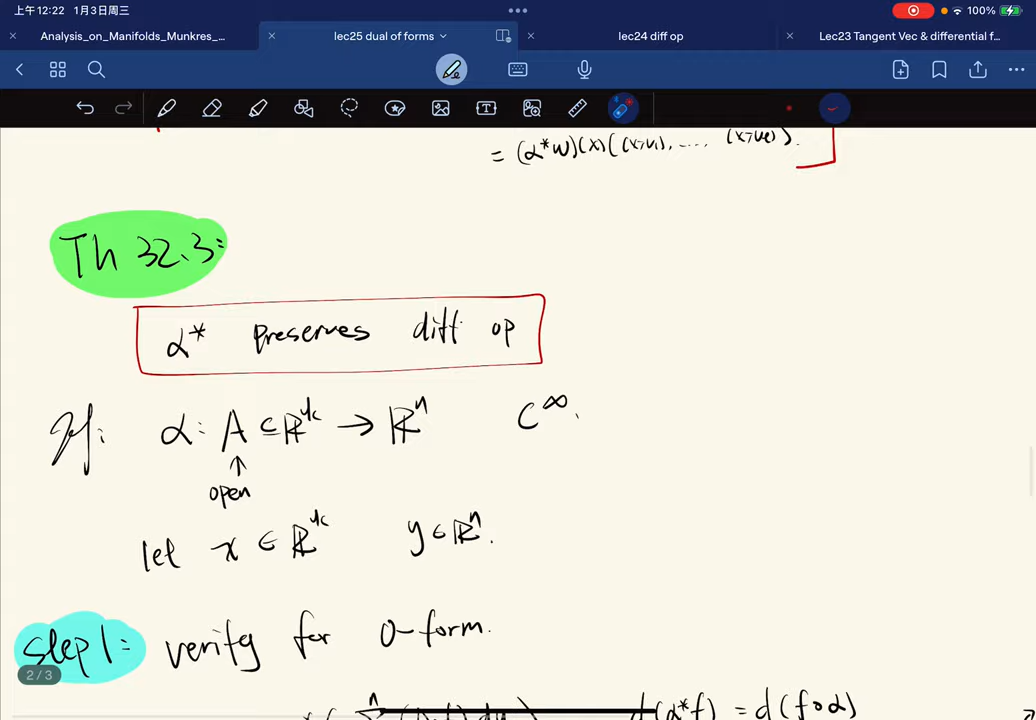 上午12:22 1月3日周三
100%
Analysis_on_Manifolds_Munkres_...
lec25 dual of forms
lec24 diff op
Lec23 Tangent Vec & differential f...
= (α*ω)(x)((x;v₁), .... (x;vℓ)).
Th 32.3:
α* preserves diff op
Pf: α: A ⊆ ℝᵏ → ℝⁿ C^∞.
↑
open
let x ∈ ℝᵏ y ∈ ℝⁿ.
Step 1: verify for 0-form.
2/3
d(α*f) = d(f∘α)